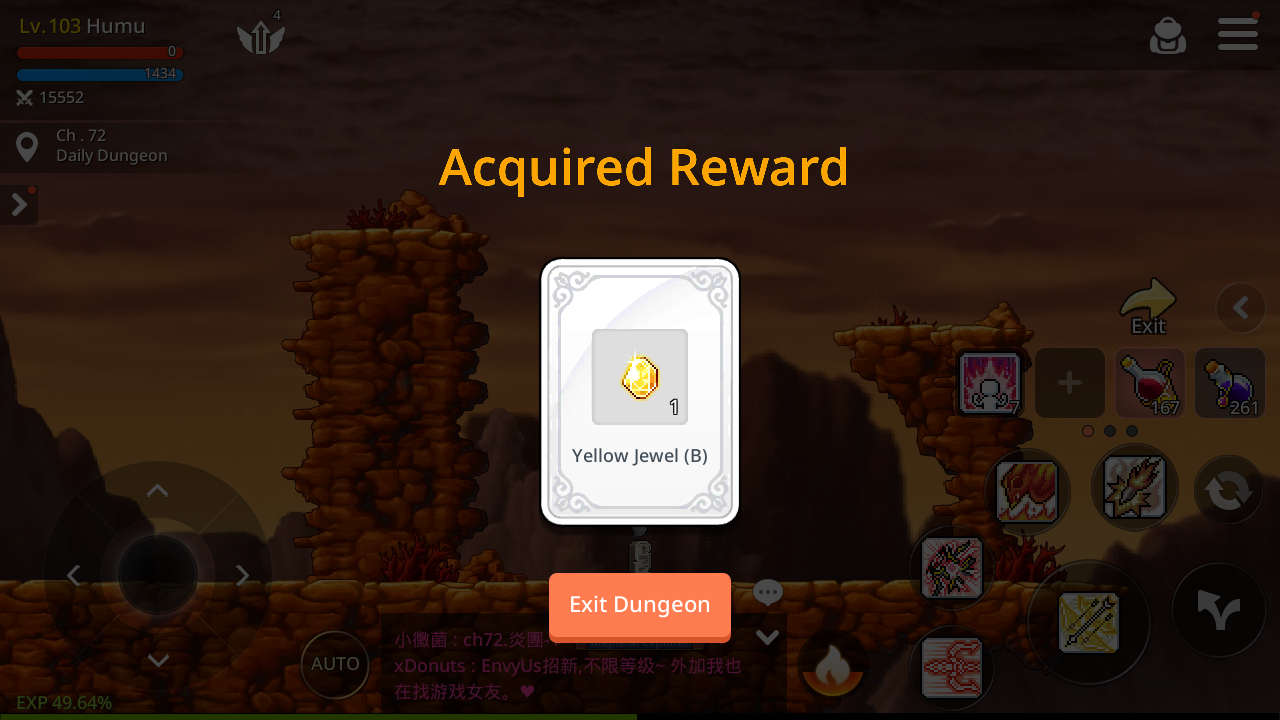 Lv.103 Humu
4
0
1434
15552
Ch . 72
Daily Dungeon
Acquired Reward
Exit
7
167
261
1
Yellow Jewel (B)
Exit Dungeon
小黴菌 : ch72.炎團~
xDonuts : EnvyUs招新,不限等级~ 外加我也
在找游戏女友。♥
AUTO
EXP 49.64%